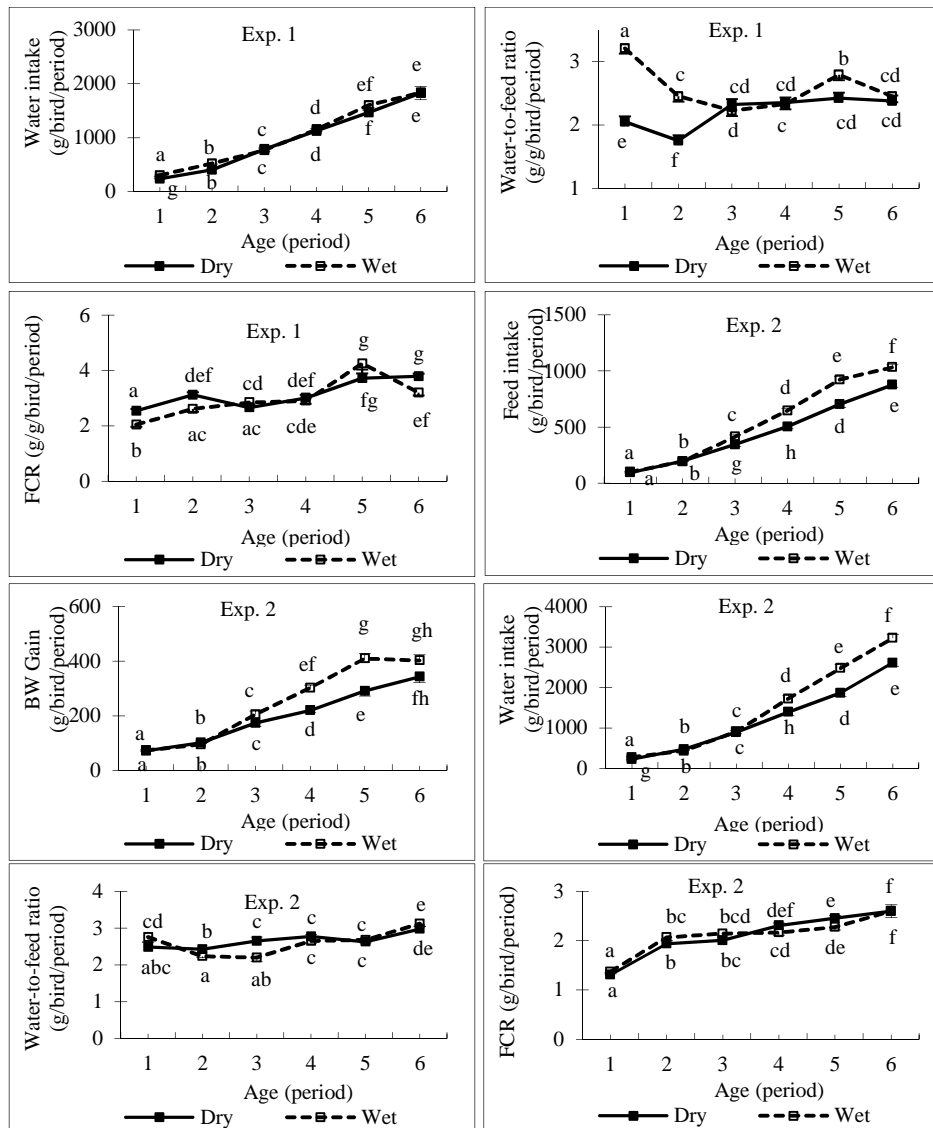 Exp. 1
Water intake
(g/bird/period)
3000
2000
1000
0
a
b
c
d
ef
e
g
b
c
d
f
e
1 2 3 4 5 6
Age (period)
Dry Wet
Exp. 1
Water-to-feed ratio
(g/g/bird/period)
3
2
1
a
c
cd
cd
b
cd
e
f
d
c
cd
cd
1 2 3 4 5 6
Age (period)
Dry Wet
Exp. 1
FCR (g/g/bird/period)
6
4
2
0
a
def
cd
def
g
g
b
ac
ac
cde
fg
ef
1 2 3 4 5 6
Age (period)
Dry Wet
Exp. 2
Feed intake
(g/bird/period)
1500
1000
500
0
a
b
c
d
e
f
a
b
g
h
d
e
1 2 3 4 5 6
Age (period)
Dry Wet
Exp. 2
BW Gain
(g/bird/period)
600
400
200
0
a
b
c
ef
g
gh
a
b
c
d
e
fh
1 2 3 4 5 6
Age (period)
Dry Wet
Exp. 2
Water intake
(g/bird/period)
4000
3000
2000
1000
0
a
b
c
d
e
f
g
b
c
h
d
e
1 2 3 4 5 6
Age (period)
Dry Wet
Exp. 2
Water-to-feed ratio
(g/bird/period)
4
3
2
1
0
cd
b
c
c
c
e
abc
a
ab
c
c
de
1 2 3 4 5 6
Age (period)
Dry Wet
Exp. 2
FCR (g/bird/period)
3
2
1
0
a
bc
bcd
def
e
f
a
b
bc
cd
de
f
1 2 3 4 5 6
Age (period)
Dry Wet